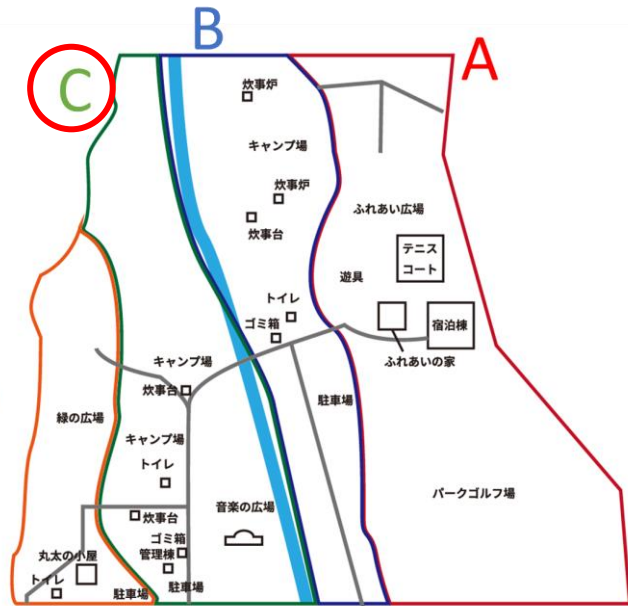 B
A
C
炊事炉
キャンプ場
炊事炉
炊事台
ふれあい広場
テニス
コート
遊具
トイレ
ゴミ箱
宿泊棟
ふれあいの家
キャンプ場
炊事台
駐車場
緑の広場
キャンプ場
トイレ
パークゴルフ場
音楽の広場
炊事台
ゴミ箱
管理棟
丸太の小屋
トイレ
駐車場
駐車場